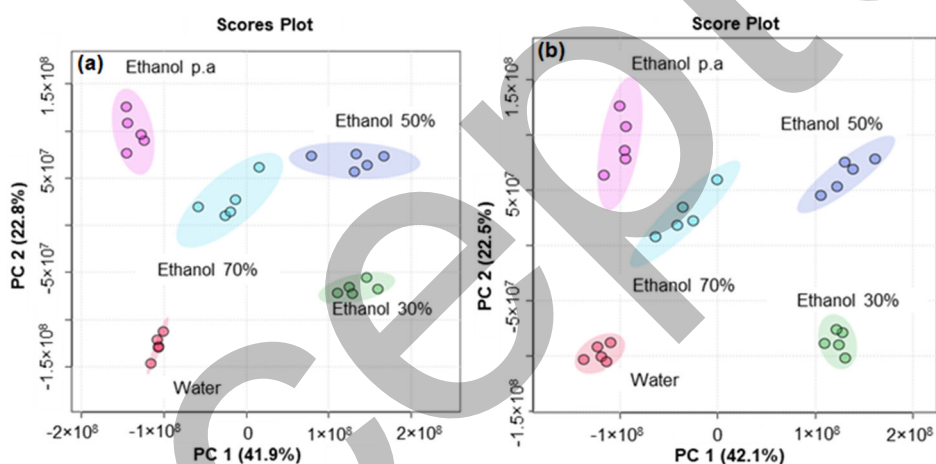 Scores Plot
(a)
Ethanol p.a
Ethanol 50%
Ethanol 70%
Ethanol 30%
Water
PC 2 (22.8%)
1.5×10⁸
5×10⁷
-5×10⁷
-1.5×10⁸
-2×10⁸ -1×10⁸ 0 1×10⁸ 2×10⁸
PC 1 (41.9%)
Score Plot
(b)
Ethanol p.a
Ethanol 50%
Ethanol 70%
Ethanol 30%
Water
PC 2 (22.5%)
1.5×10⁸
5×10⁷
-5×10⁷
-1.5×10⁸
-1×10⁸ 0 1×10⁸ 2×10⁸
PC 1 (42.1%)
cept